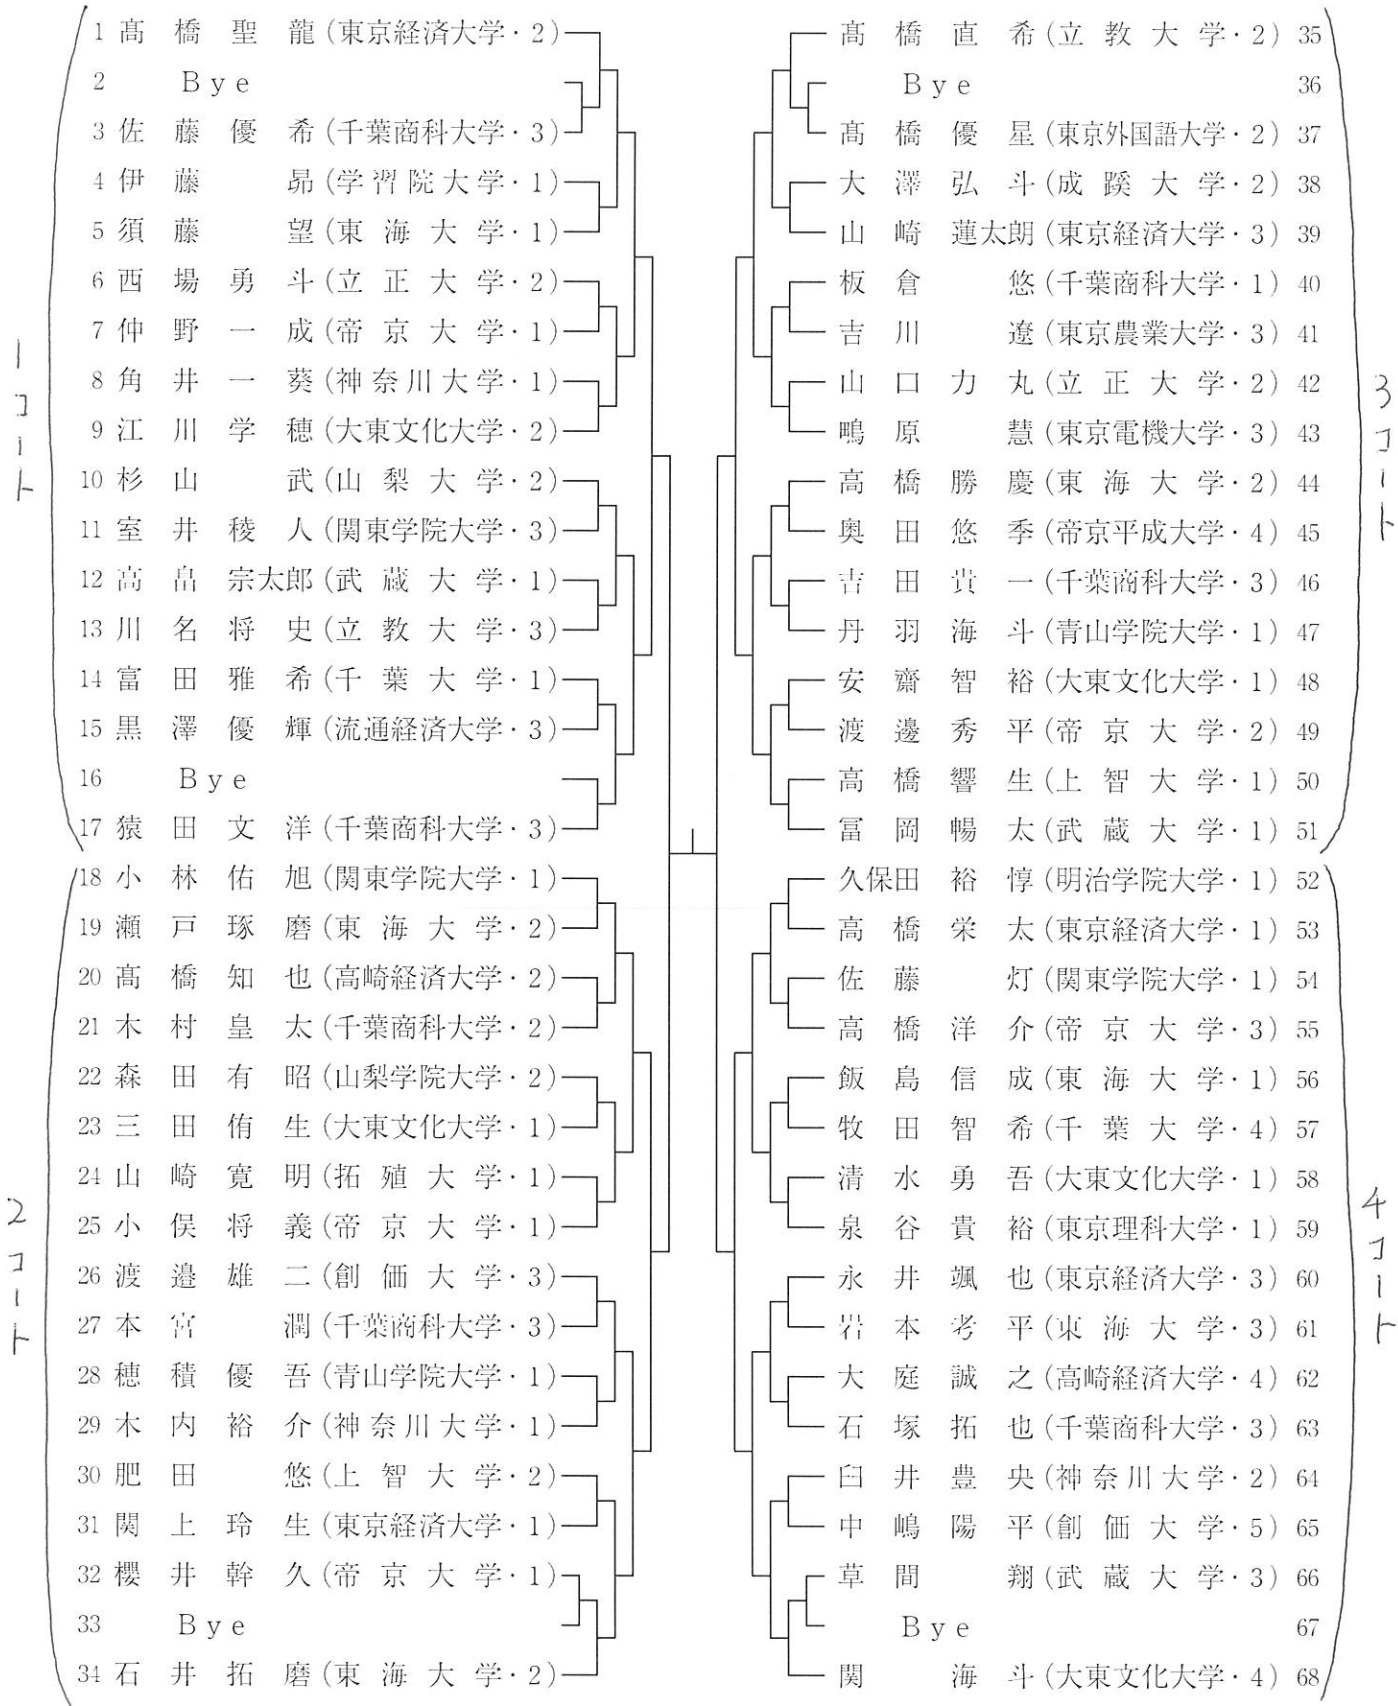 1 髙橋聖龍(東京経済大学・2)
2 Bye
3 佐藤優希(千葉商科大学・3)
4 伊藤昴(学習院大学・1)
5 須藤望(東海大学・1)
6 西場勇斗(立正大学・2)
7 仲野一成(帝京大学・1)
8 角井一葵(神奈川大学・1)
9 江川学穂(大東文化大学・2)
10 杉山武(山梨大学・2)
11 室井稜人(関東学院大学・3)
12 高畠宗太郎(武蔵大学・1)
13 川名将史(立教大学・3)
14 富田雅希(千葉大学・1)
15 黒澤優輝(流通経済大学・3)
16 Bye
17 猿田文洋(千葉商科大学・3)
1コート
18 小林佑旭(関東学院大学・1)
19 瀬戸琢磨(東海大学・2)
20 髙橋知也(高崎経済大学・2)
21 木村皇太(千葉商科大学・2)
22 森田有昭(山梨学院大学・2)
23 三田侑生(大東文化大学・1)
24 山崎寛明(拓殖大学・1)
25 小俣将義(帝京大学・1)
26 渡邉雄二(創価大学・3)
27 本宮潤(千葉商科大学・3)
28 穂積優吾(青山学院大学・1)
29 木内裕介(神奈川大学・1)
30 肥田悠(上智大学・2)
31 関上玲生(東京経済大学・1)
32 櫻井幹久(帝京大学・1)
33 Bye
34 石井拓磨(東海大学・2)
2コート
髙橋直希(立教大学・2) 35
Bye 36
髙橋優星(東京外国語大学・2) 37
大澤弘斗(成蹊大学・2) 38
山崎蓮太朗(東京経済大学・3) 39
板倉悠(千葉商科大学・1) 40
吉川遼(東京農業大学・3) 41
山口力丸(立正大学・2) 42
鴫原慧(東京電機大学・3) 43
高橋勝慶(東海大学・2) 44
奥田悠季(帝京平成大学・4) 45
吉田貴一(千葉商科大学・3) 46
丹羽海斗(青山学院大学・1) 47
安齋智裕(大東文化大学・1) 48
渡邊秀平(帝京大学・2) 49
高橋響生(上智大学・1) 50
冨岡暢太(武蔵大学・1) 51
3コート
久保田裕惇(明治学院大学・1) 52
高橋栄太(東京経済大学・1) 53
佐藤灯(関東学院大学・1) 54
高橋洋介(帝京大学・3) 55
飯島信成(東海大学・1) 56
牧田智希(千葉大学・4) 57
清水勇吾(大東文化大学・1) 58
泉谷貴裕(東京理科大学・1) 59
永井颯也(東京経済大学・3) 60
岩本考平(東海大学・3) 61
大庭誠之(高崎経済大学・4) 62
石塚拓也(千葉商科大学・3) 63
臼井豊央(神奈川大学・2) 64
中嶋陽平(創価大学・5) 65
草間翔(武蔵大学・3) 66
Bye 67
関海斗(大東文化大学・4) 68
4コート